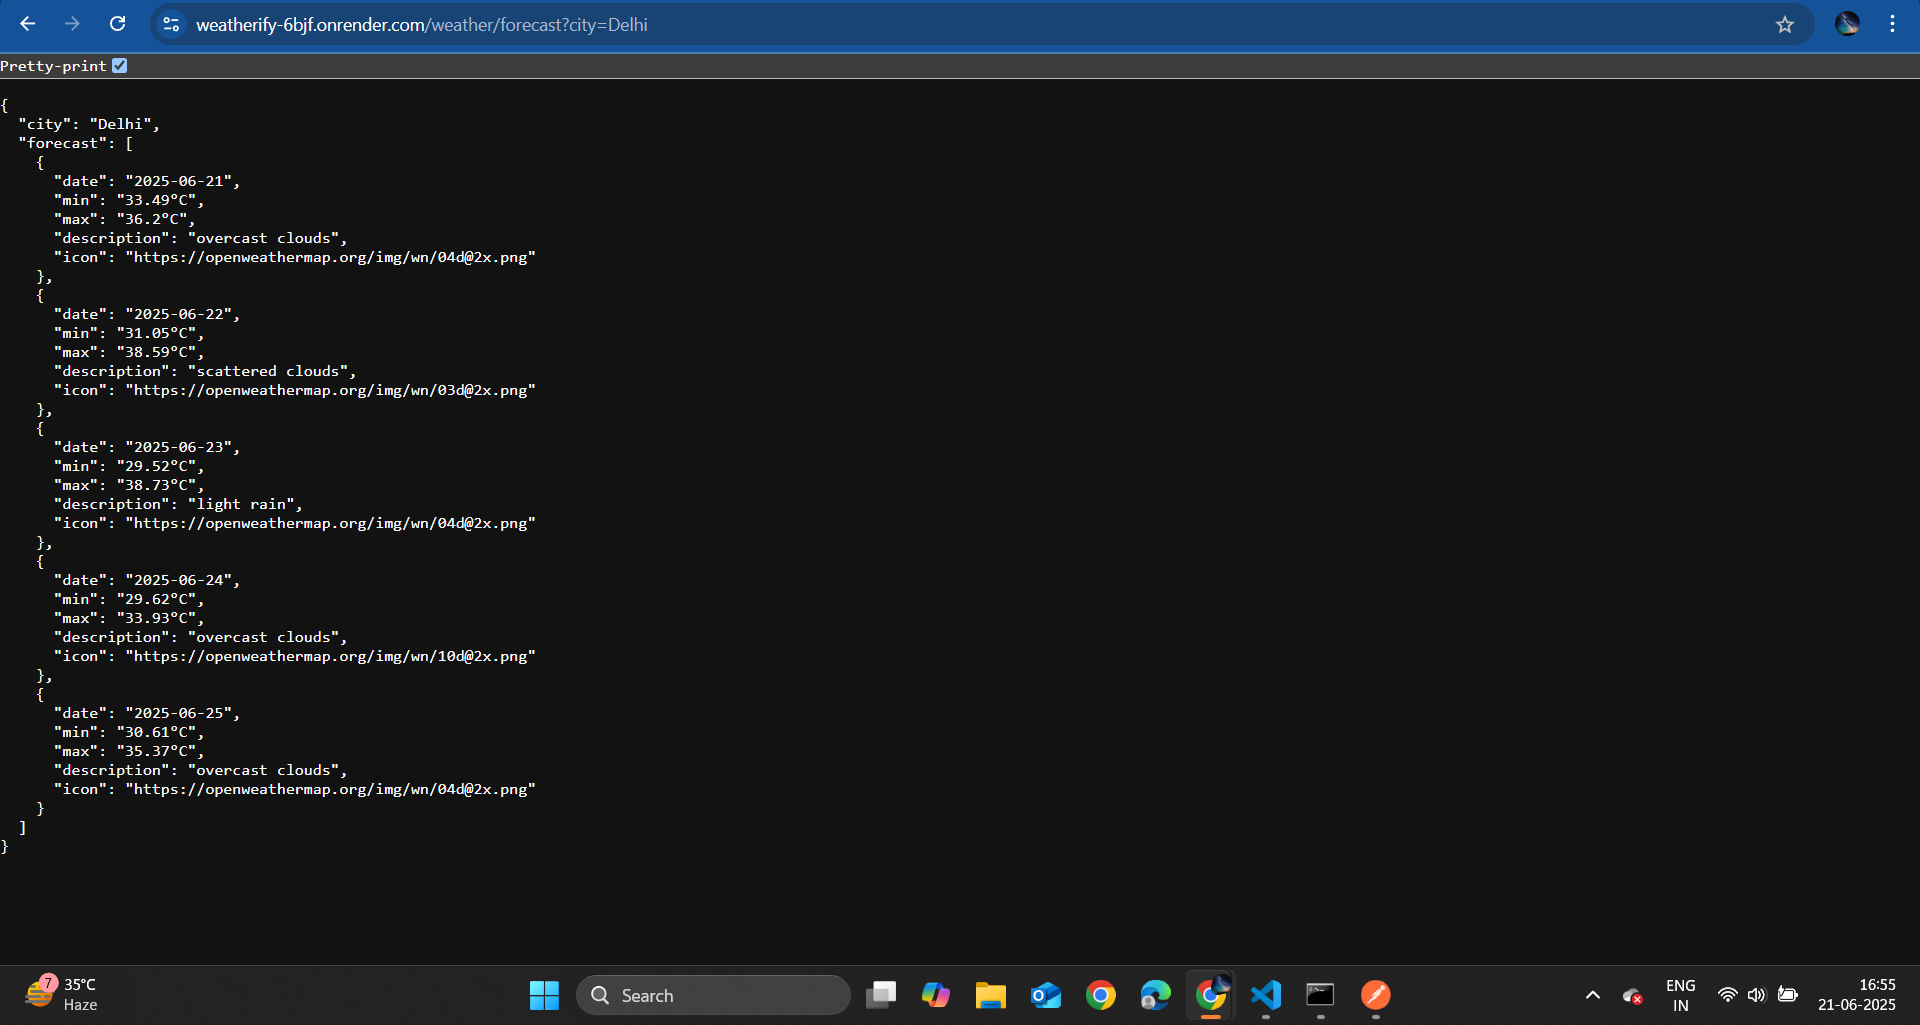 weatherify-6bjf.onrender.com/weather/forecast?city=Delhi
Pretty-print
{
  "city": "Delhi",
  "forecast": [
    {
      "date": "2025-06-21",
      "min": "33.49°C",
      "max": "36.2°C",
      "description": "overcast clouds",
      "icon": "https://openweathermap.org/img/wn/04d@2x.png"
    },
    {
      "date": "2025-06-22",
      "min": "31.05°C",
      "max": "38.59°C",
      "description": "scattered clouds",
      "icon": "https://openweathermap.org/img/wn/03d@2x.png"
    },
    {
      "date": "2025-06-23",
      "min": "29.52°C",
      "max": "38.73°C",
      "description": "light rain",
      "icon": "https://openweathermap.org/img/wn/04d@2x.png"
    },
    {
      "date": "2025-06-24",
      "min": "29.62°C",
      "max": "33.93°C",
      "description": "overcast clouds",
      "icon": "https://openweathermap.org/img/wn/10d@2x.png"
    },
    {
      "date": "2025-06-25",
      "min": "30.61°C",
      "max": "35.37°C",
      "description": "overcast clouds",
      "icon": "https://openweathermap.org/img/wn/04d@2x.png"
    }
  ]
}
7
35°C
Haze
Search
ENG
IN
16:55
21-06-2025